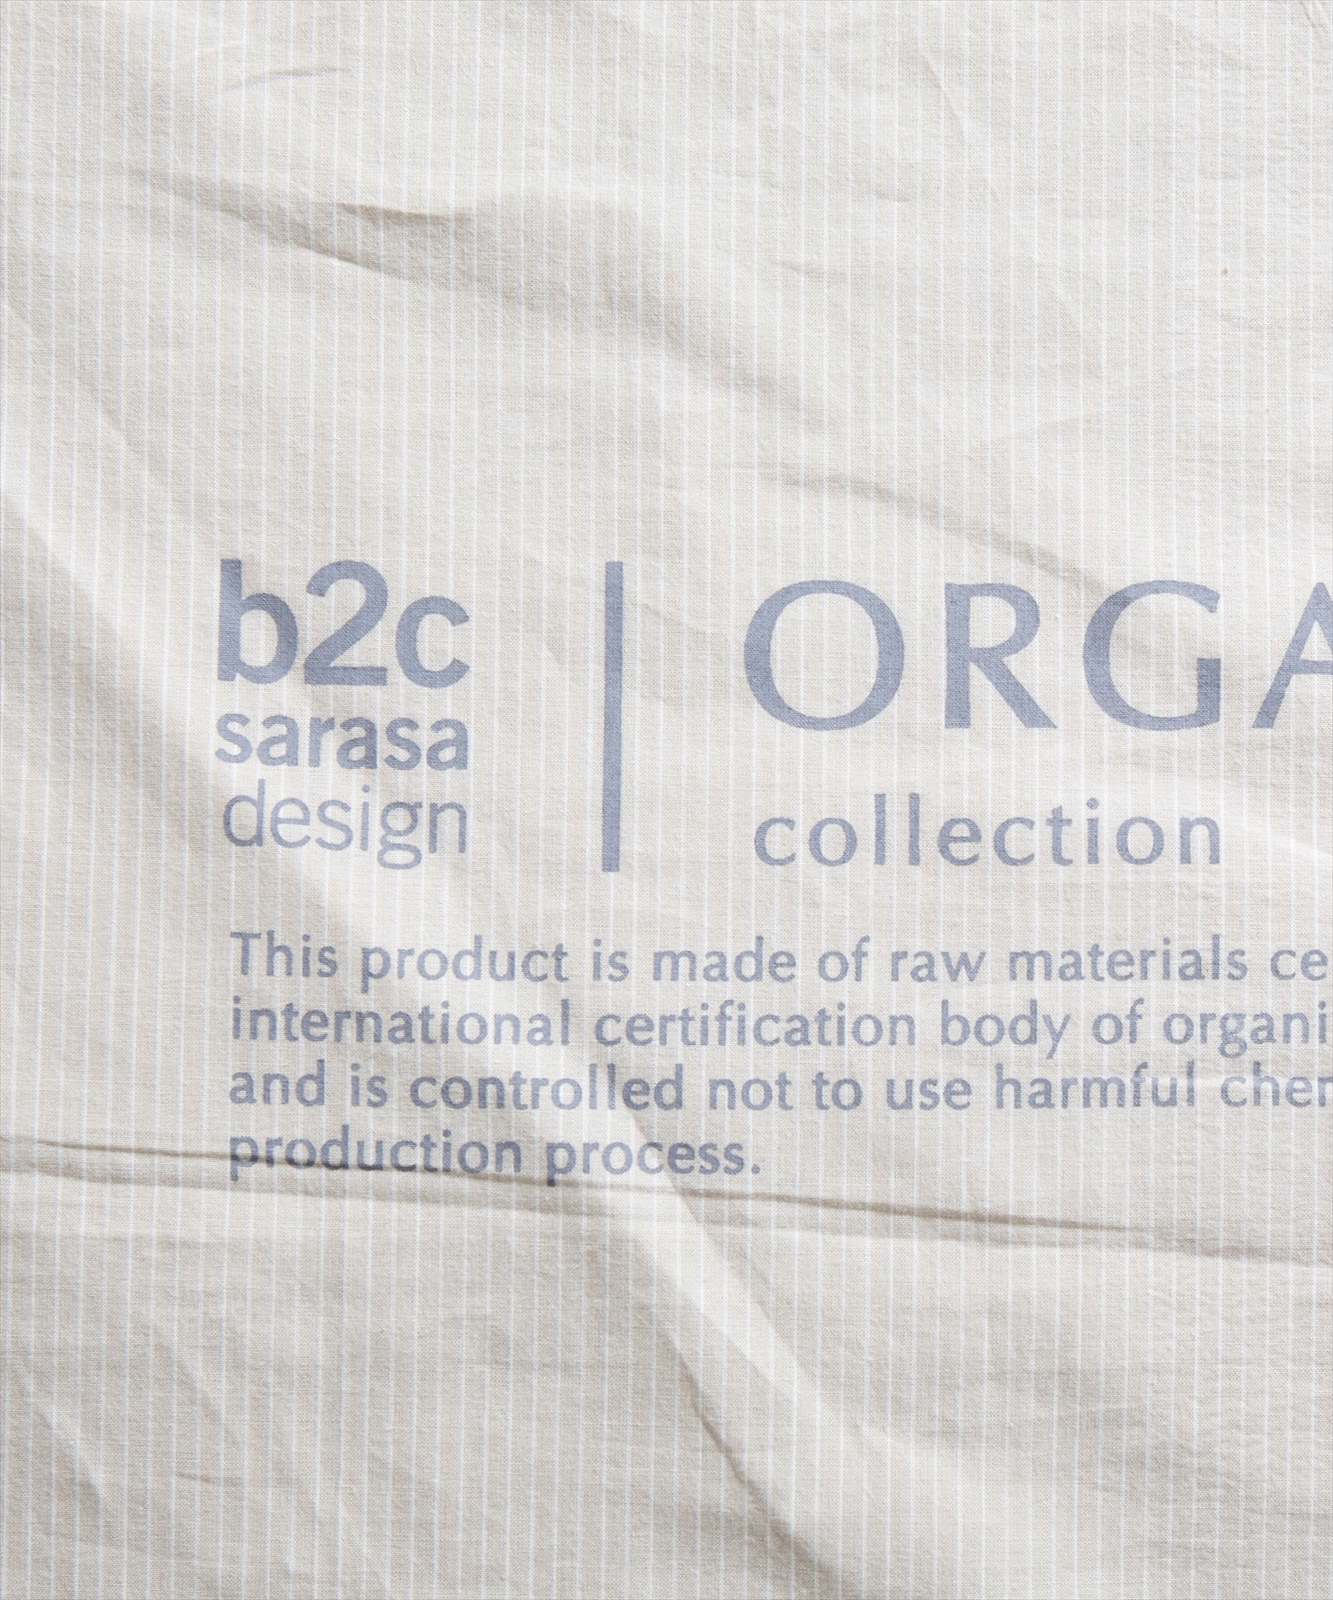 b2c
sarasa
design
ORGA
collection
This product is made of raw materials ce
international certification body of organi
and is controlled not to use harmful cher
production process.